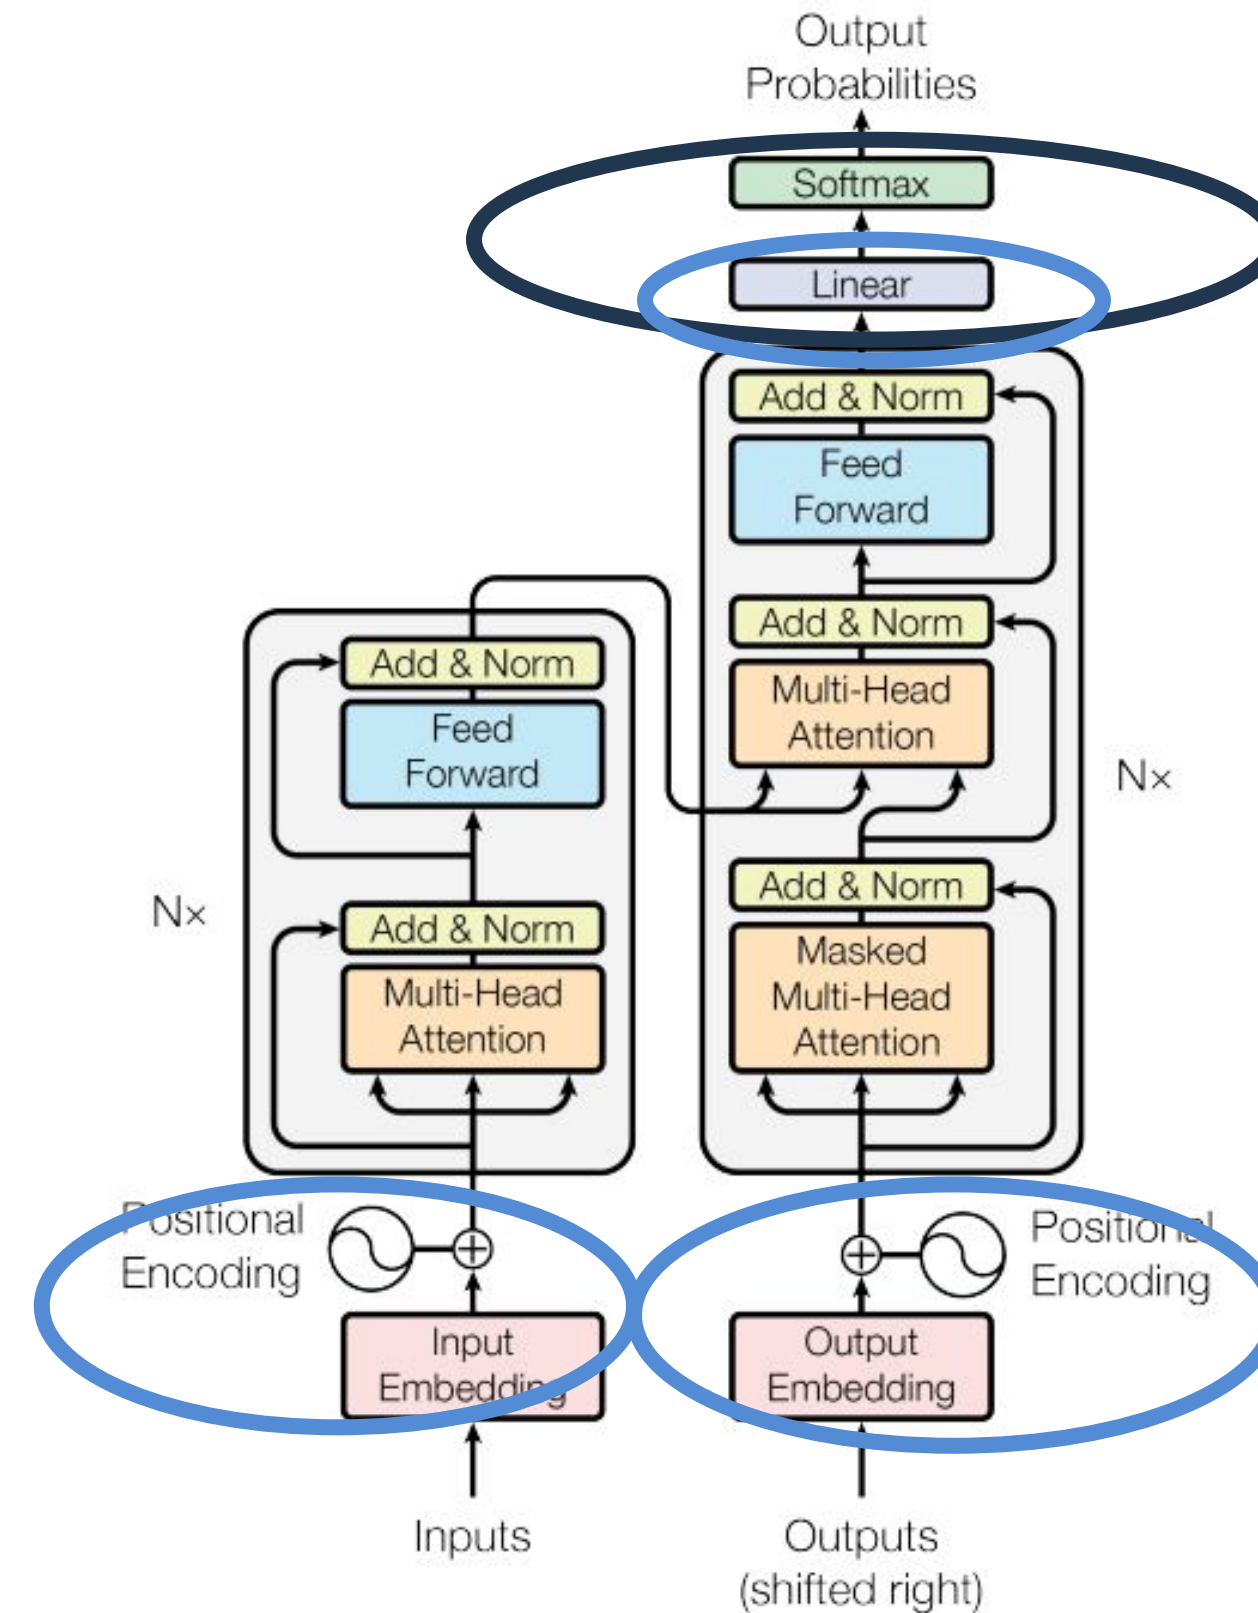 Output
Probabilities
Softmax
Linear
Add & Norm
Feed
Forward
Add & Norm
Multi-Head
Attention
N×
Add & Norm
Masked
Multi-Head
Attention
Add & Norm
Feed
Forward
N×
Add & Norm
Multi-Head
Attention
Positional
Encoding
Input
Embedding
Inputs
Positional
Encoding
Output
Embedding
Outputs
(shifted right)